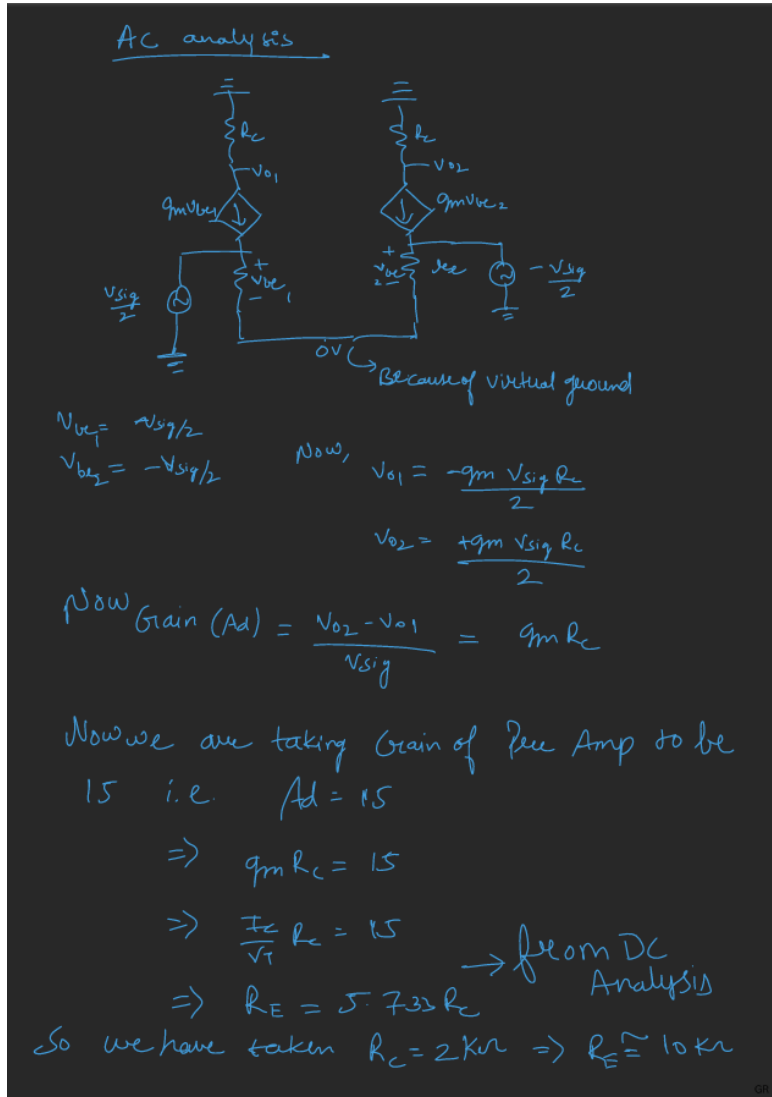 AC analysis
Rc Rc
Vo1 Vo2
gmVbe1 gmVbe2
Vsig/2 + Vbe1 - + Vbe2 - -Vsig/2
0V
Because of virtual ground
Vbe1 = Vsig/2
Vbe2 = -Vsig/2
Now, Vo1 = -gm Vsig Rc / 2
Vo2 = +gm Vsig Rc / 2
Now Gain (Ad) = Vo2 - Vo1 / Vsig = gm Rc
Now we are taking Gain of Pre Amp to be
15 i.e. Ad = 15
=> gm Rc = 15
=> Ic/VT Rc = 15
→ from DC Analysis
=> RE = 5.733 Rc
So we have taken Rc = 2 KΩ => RE ≅ 10 KΩ
GR